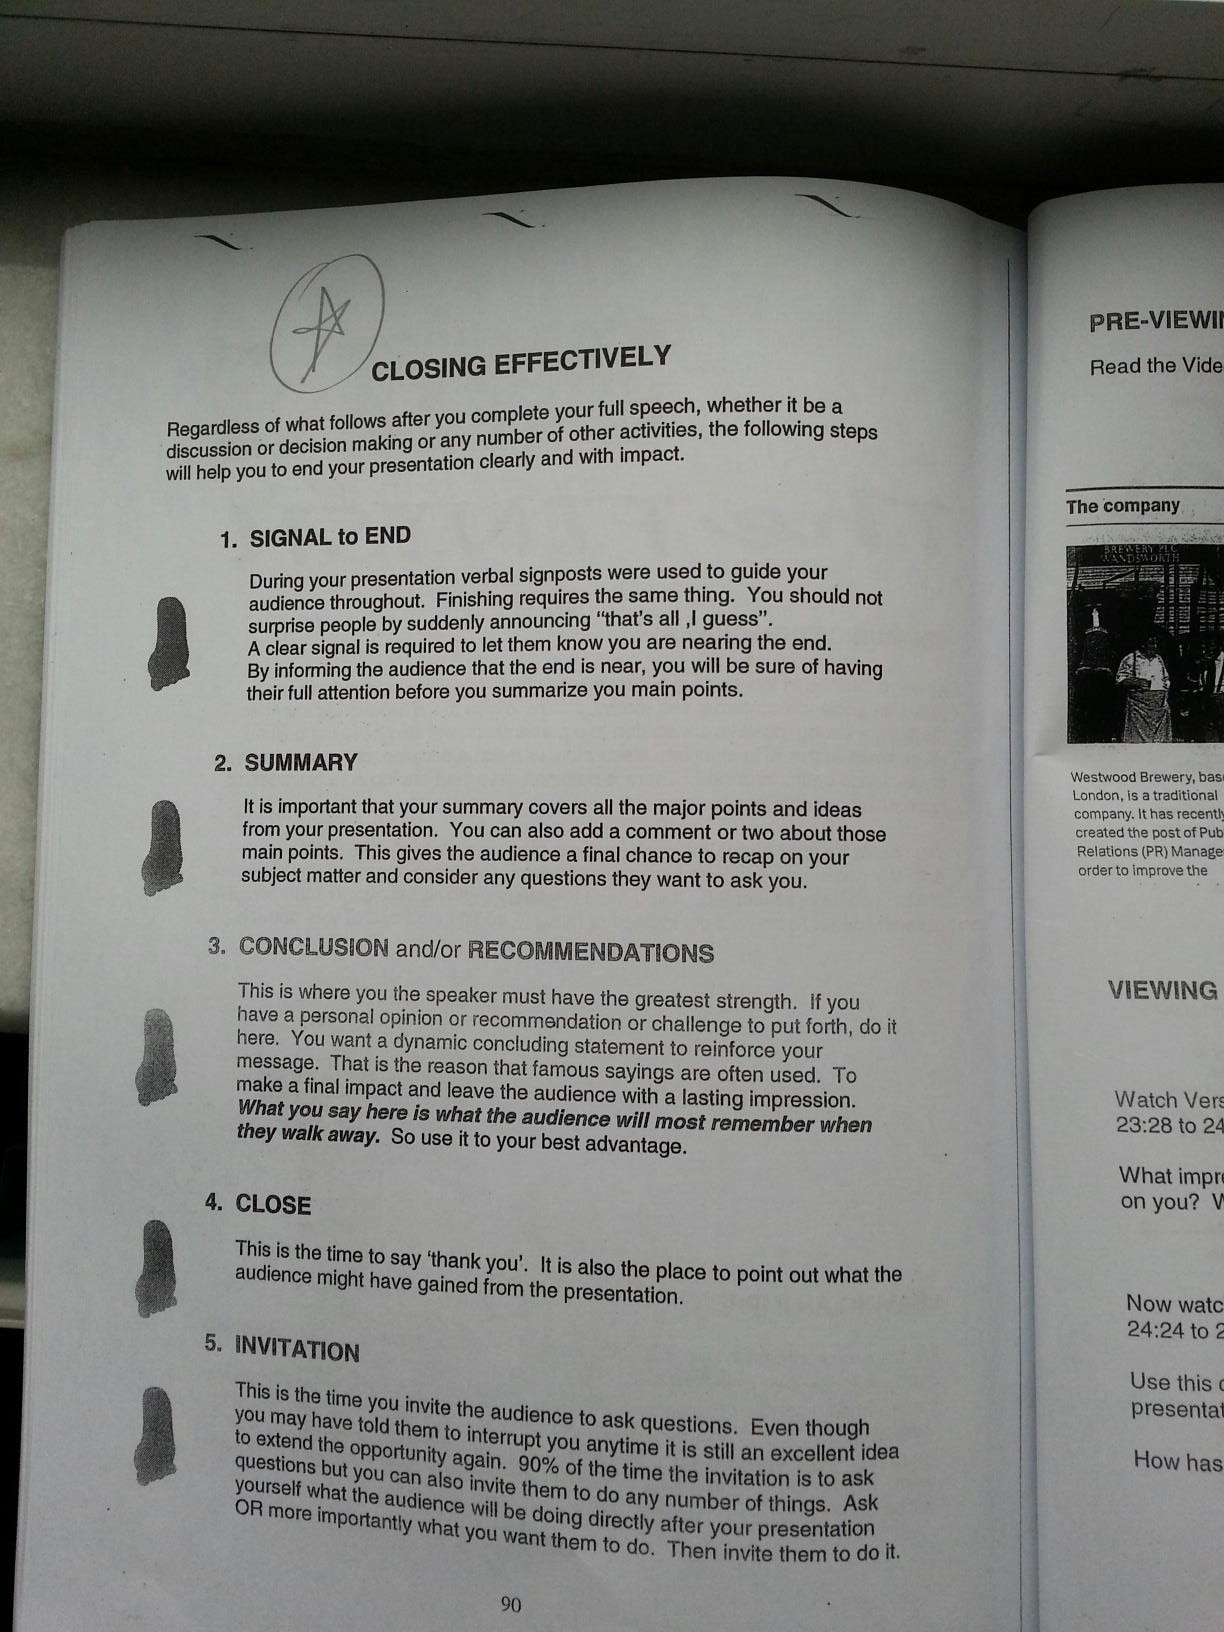 CLOSING EFFECTIVELY
Regardless of what follows after you complete your full speech, whether it be a
discussion or decision making or any number of other activities, the following steps
will help you to end your presentation clearly and with impact.
1. SIGNAL to END
During your presentation verbal signposts were used to guide your
audience throughout. Finishing requires the same thing. You should not
surprise people by suddenly announcing “that's all ,I guess”.
A clear signal is required to let them know you are nearing the end.
By informing the audience that the end is near, you will be sure of having
their full attention before you summarize you main points.
2. SUMMARY
It is important that your summary covers all the major points and ideas
from your presentation. You can also add a comment or two about those
main points. This gives the audience a final chance to recap on your
subject matter and consider any questions they want to ask you.
3. CONCLUSION and/or RECOMMENDATIONS
This is where you the speaker must have the greatest strength. If you
have a personal opinion or recommendation or challenge to put forth, do it
here. You want a dynamic concluding statement to reinforce your
message. That is the reason that famous sayings are often used. To
make a final impact and leave the audience with a lasting impression.
What you say here is what the audience will most remember when
they walk away. So use it to your best advantage.
4. CLOSE
This is the time to say ‘thank you’. It is also the place to point out what the
audience might have gained from the presentation.
5. INVITATION
This is the time you invite the audience to ask questions. Even though
you may have told them to interrupt you anytime it is still an excellent idea
to extend the opportunity again. 90% of the time the invitation is to ask
questions but you can also invite them to do any number of things. Ask
yourself what the audience will be doing directly after your presentation
OR more importantly what you want them to do. Then invite them to do it.
90
PRE-VIEWI
Read the Vide
The company
BREWERY PLC
WANDSWORTH
Westwood Brewery, bas
London, is a traditional
company. It has recently
created the post of Pub
Relations (PR) Manage
order to improve the
VIEWING
Watch Vers
23:28 to 24
What impre
on you? W
Now watc
24:24 to 2
Use this
presentat
How has